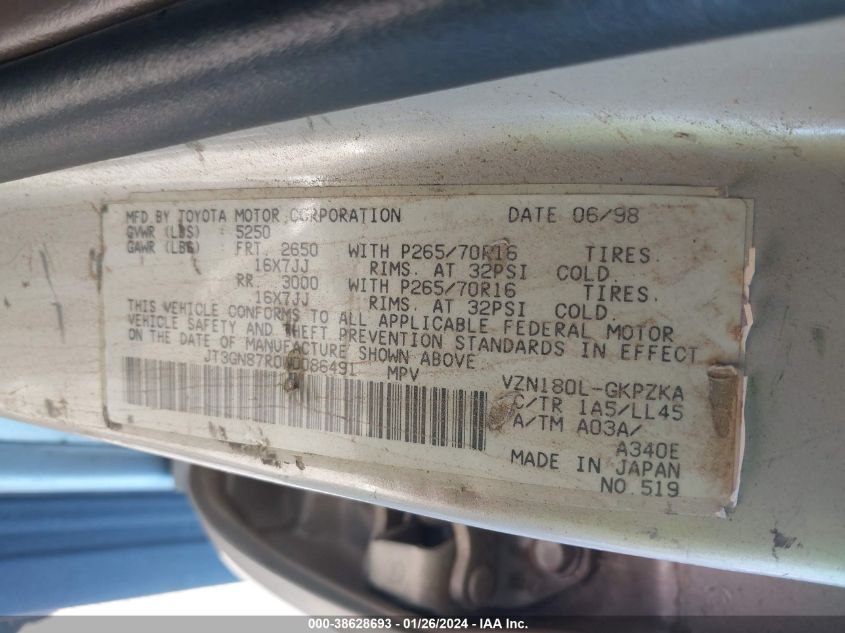 MFD.BY TOYOTA MOTOR CORPORATION DATE 06/98
GVWR (LBS) : 5250
GAWR (LBS) : FRT. 2650 WITH P265/70R16 TIRES.
16X7JJ RIMS. AT 32PSI COLD.
RR 3000 WITH P265/70R16 TIRES.
16X7JJ RIMS. AT 32PSI COLD.
THIS VEHICLE CONFORMS TO ALL APPLICABLE FEDERAL MOTOR
VEHICLE SAFETY AND THEFT PREVENTION STANDARDS IN EFFECT
ON THE DATE OF MANUFACTURE SHOWN ABOVE
JT3GN87R0W0086491 MPV
VZN180L-GKPZKA
C/TR 1A5/LL45
A/TM A03A/
A340E
MADE IN JAPAN
NO.519
000-38628693 - 01/26/2024 - IAA Inc.